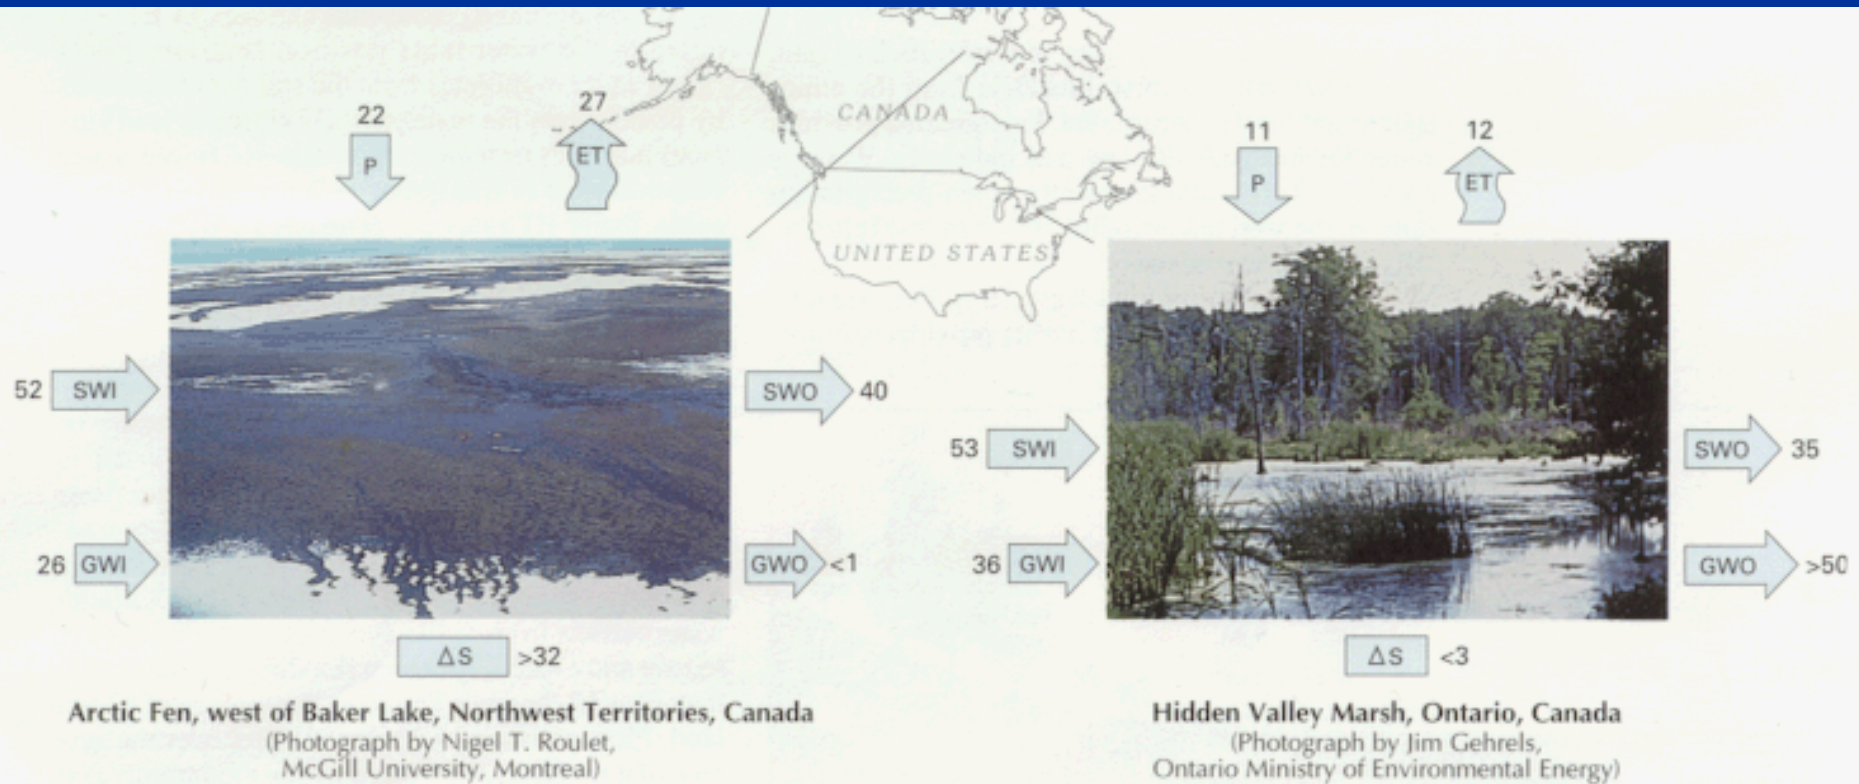 CANADA
UNITED STATES
22
P
27
ET
52 SWI
SWO 40
26 GWI
GWO <1
ΔS >32
Arctic Fen, west of Baker Lake, Northwest Territories, Canada
(Photograph by Nigel T. Roulet,
McGill University, Montreal)
11
P
12
ET
53 SWI
SWO 35
36 GWI
GWO >50
ΔS <3
Hidden Valley Marsh, Ontario, Canada
(Photograph by Jim Gehrels,
Ontario Ministry of Environmental Energy)